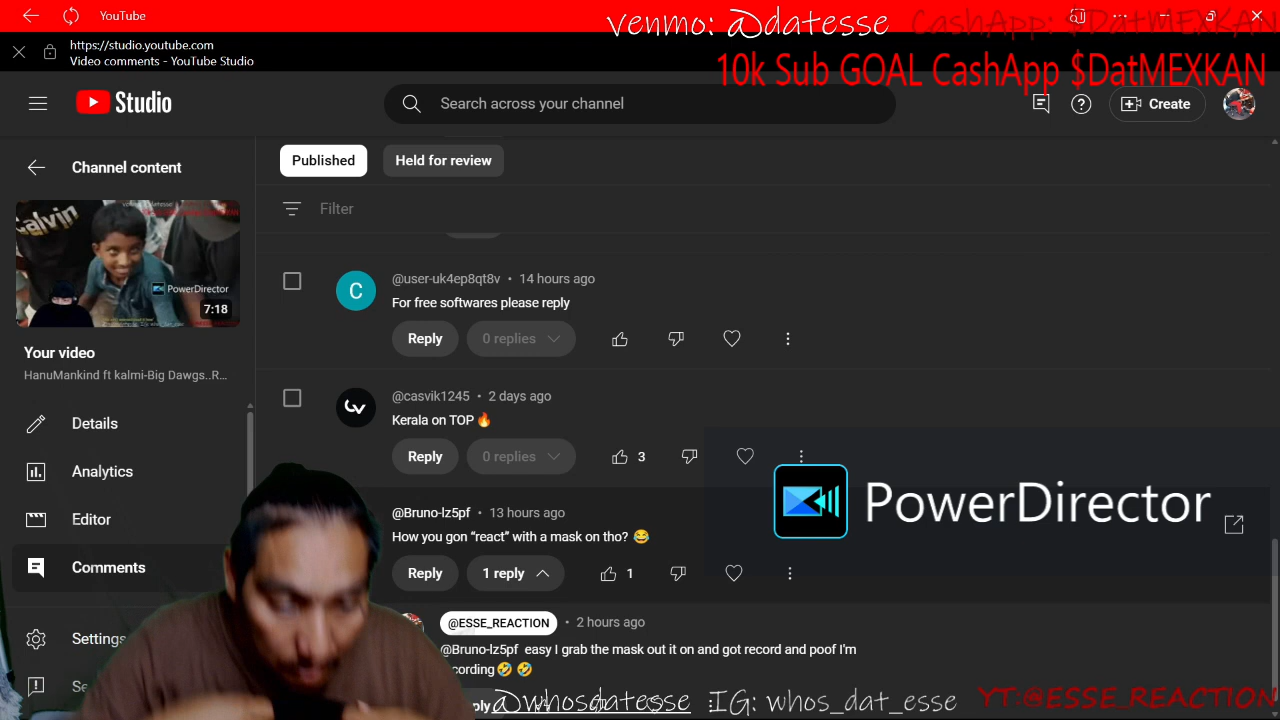 YouTube
venmo: @datesse CashApp: $DatMEXKAN
https://studio.youtube.com
Video comments - YouTube Studio
10k Sub GOAL CashApp $DatMEXKAN
Studio
Search across your channel
Create
Channel content
Published
Held for review
Filter
Calvin
PowerDirector
7:18
Your video
HanuMankind ft kalmi-Big Dawgs..R...
Details
Analytics
Editor
Comments
Settings
C
@user-uk4ep8qt8v • 14 hours ago
For free softwares please reply
Reply
0 replies
@casvik1245 • 2 days ago
Kerala on TOP 🔥
Reply
0 replies
3
@Bruno-lz5pf • 13 hours ago
How you gon “react” with a mask on tho? 😂
Reply
1 reply
1
PowerDirector
@ESSE_REACTION • 2 hours ago
@Bruno-lz5pf easy I grab the mask out it on and got record and poof I'm
cording🤣 🤣
@whosdatesse IG: whos_dat_esse YT:@ESSE_REACTION